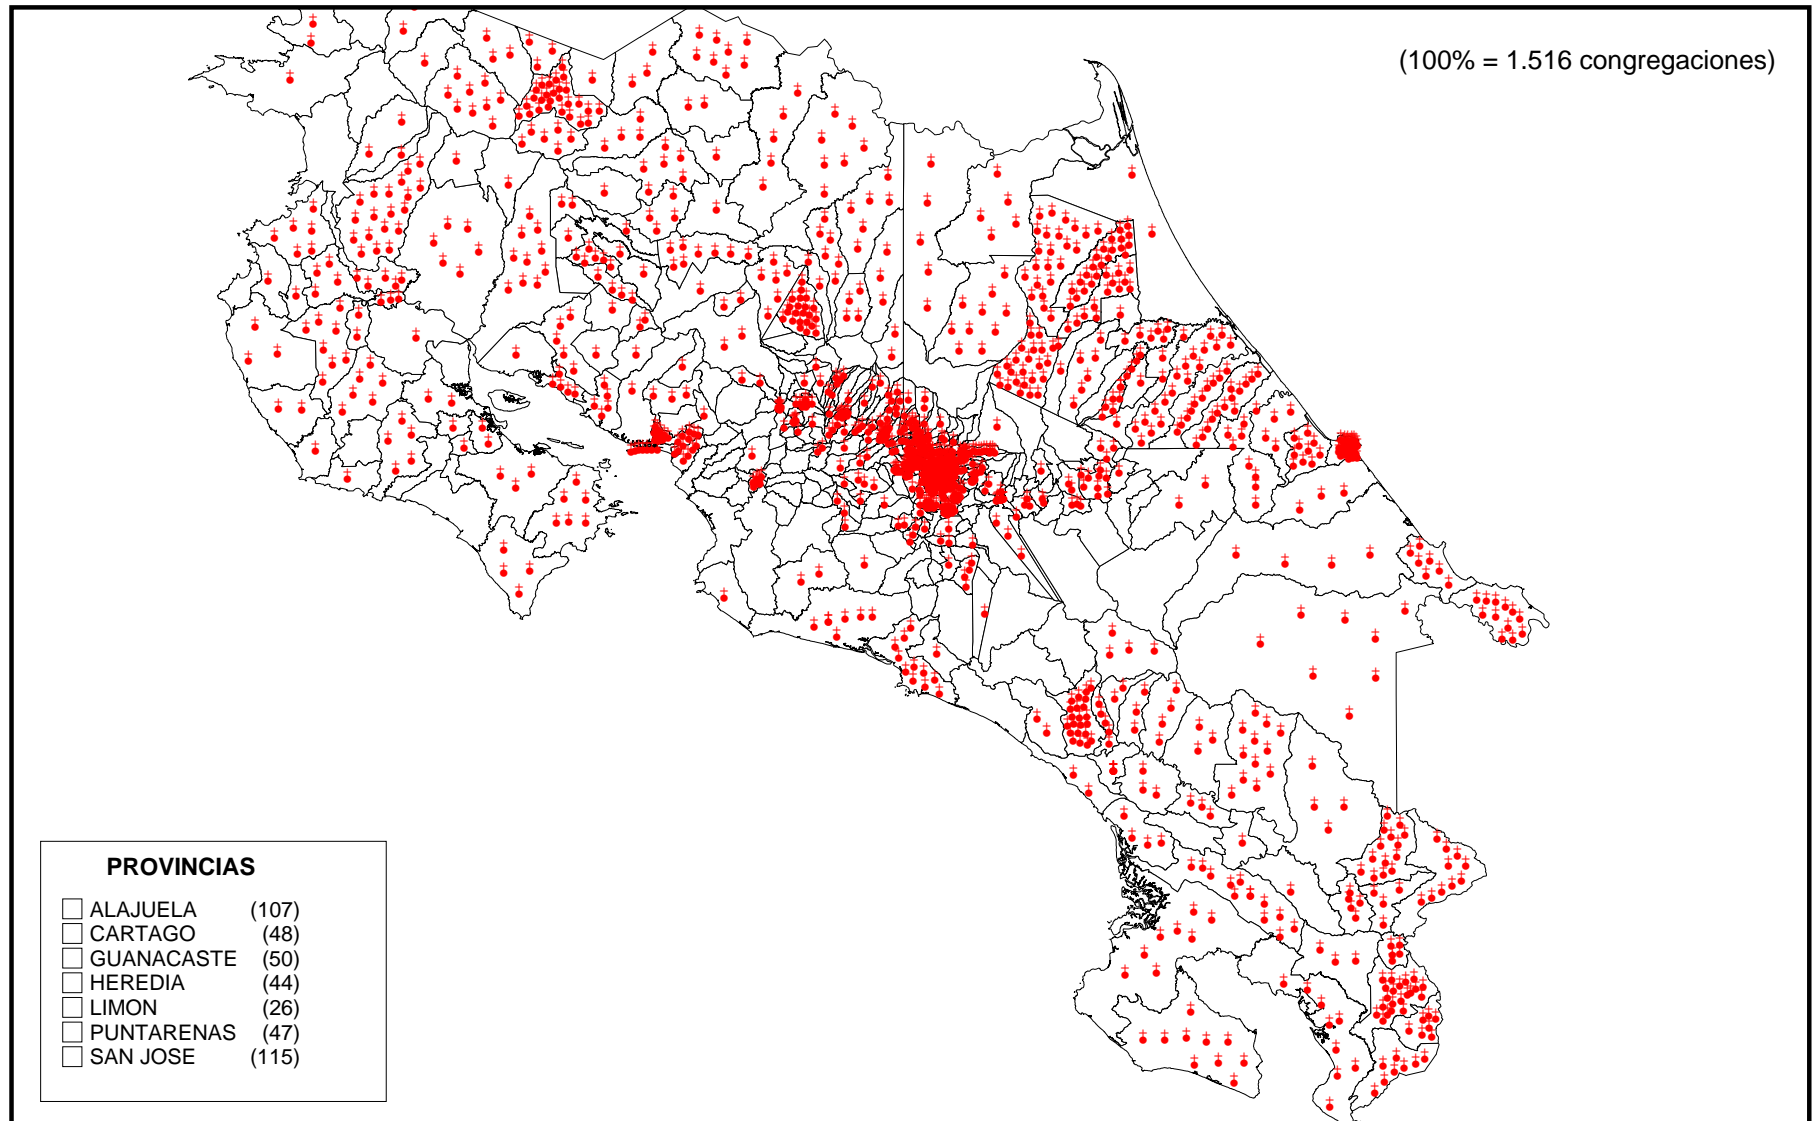 (100% = 1.516 congregaciones)
PROVINCIAS
ALAJUELA (107)
CARTAGO (48)
GUANACASTE (50)
HEREDIA (44)
LIMON (26)
PUNTARENAS (47)
SAN JOSE (115)